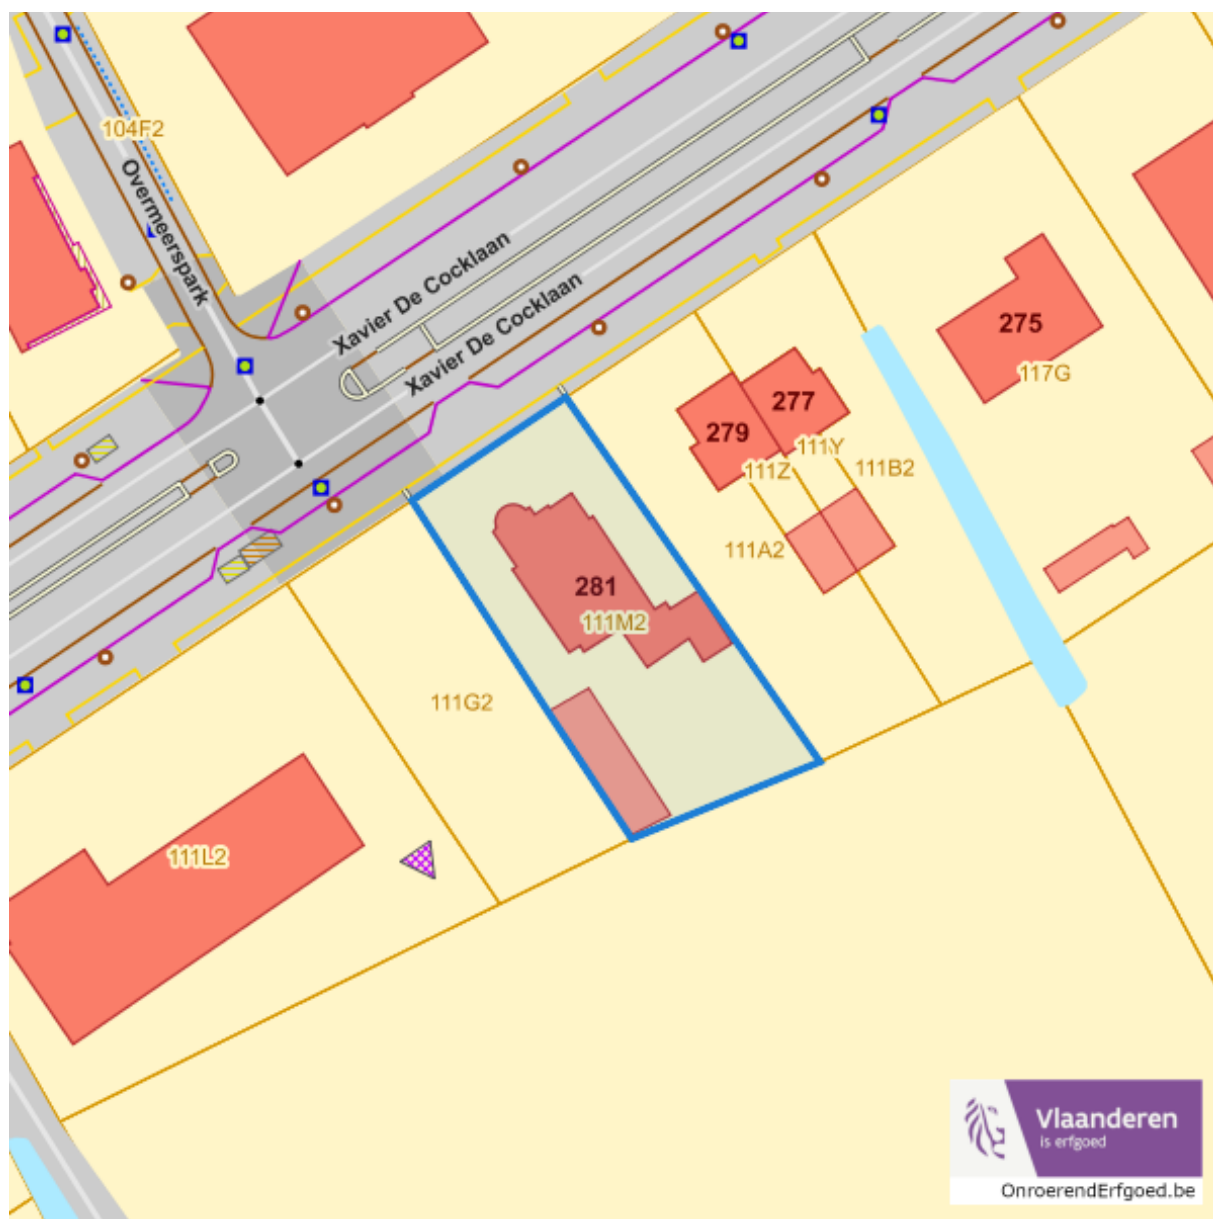 104F2
Overmeerspark
Xavier De Cocklaan
Xavier De Cocklaan
275
117G
277
279
111Y
111Z
111B2
111A2
281
111M2
111G2
111L2
Vlaanderen
is erfgoed
OnroerendErfgoed.be